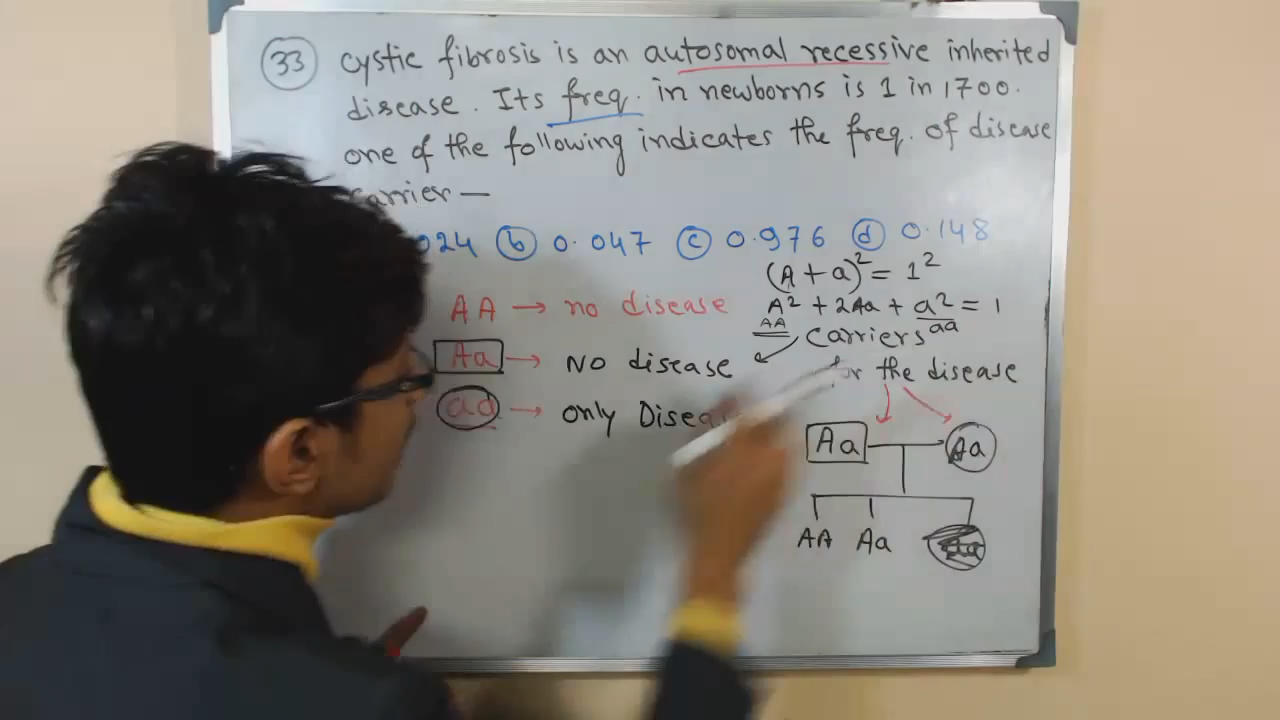 33 Cystic fibrosis is an autosomal recessive inherited
disease. Its freq. in newborns is 1 in 1700.
one of the following indicates the freq. of disease
carrier —
024 b 0.047 c 0.976 d 0.148
(A + a)² = 1²
A² + 2Aa + a² = 1
AA aa
AA → no disease
carriers
Aa → No disease
for the disease
aa → only
Aa Aa
AA Aa